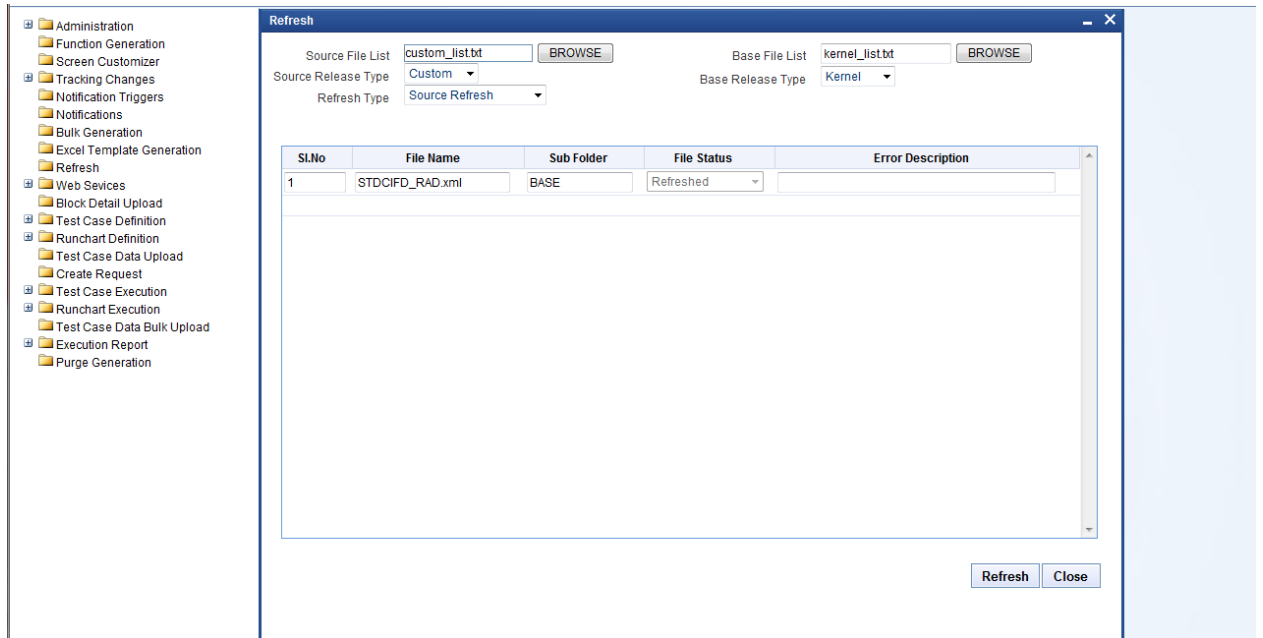 Administration
Function Generation
Screen Customizer
Tracking Changes
Notification Triggers
Notifications
Bulk Generation
Excel Template Generation
Refresh
Web Sevices
Block Detail Upload
Test Case Definition
Runchart Definition
Test Case Data Upload
Create Request
Test Case Execution
Runchart Execution
Test Case Data Bulk Upload
Execution Report
Purge Generation
Refresh
Source File List custom_list.txt BROWSE Base File List kernel_list.txt BROWSE
Source Release Type Custom Base Release Type Kernel
Refresh Type Source Refresh
Sl.No File Name Sub Folder File Status Error Description
1 STDCIFD_RAD.xml BASE Refreshed
Refresh Close